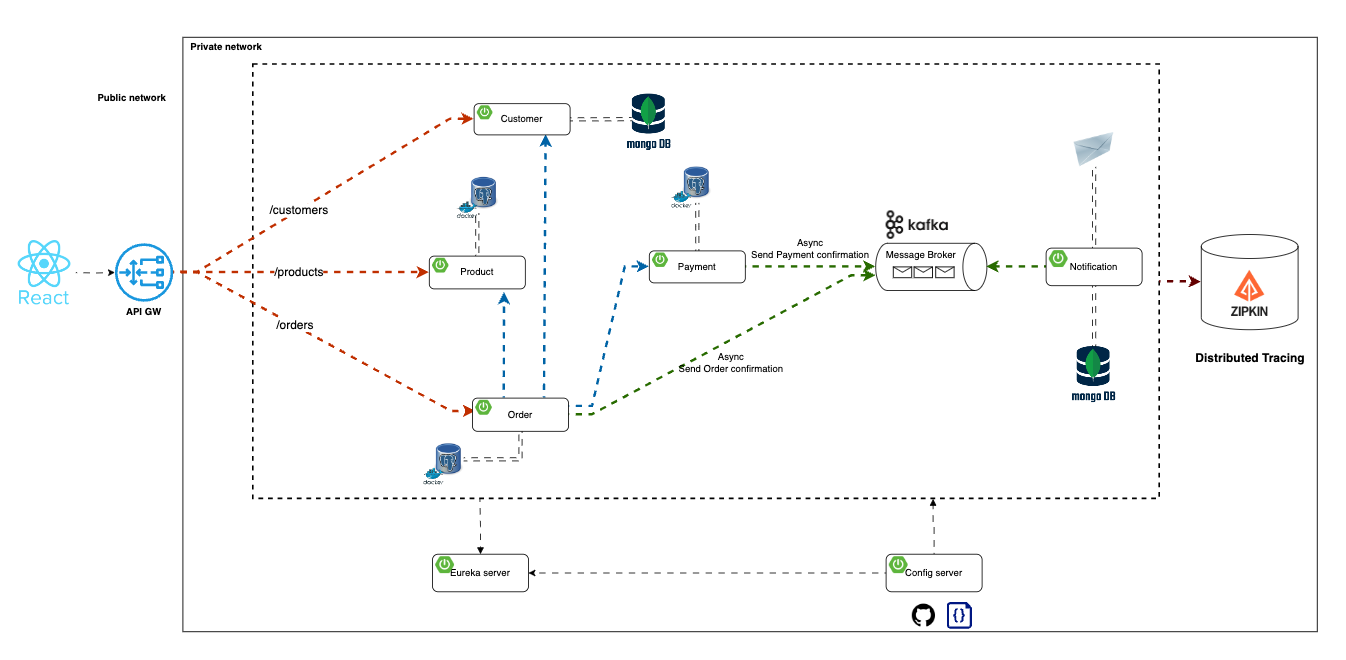 Private network
Public network
Customer
mongo DB
/customers
docker
docker
kafka
Async
Send Payment confirmation
Message Broker
/products
Product
Payment
Notification
React
API GW
ZIPKIN
/orders
Distributed Tracing
Async
Send Order confirmation
mongo DB
Order
docker
Eureka server
Config server
{}